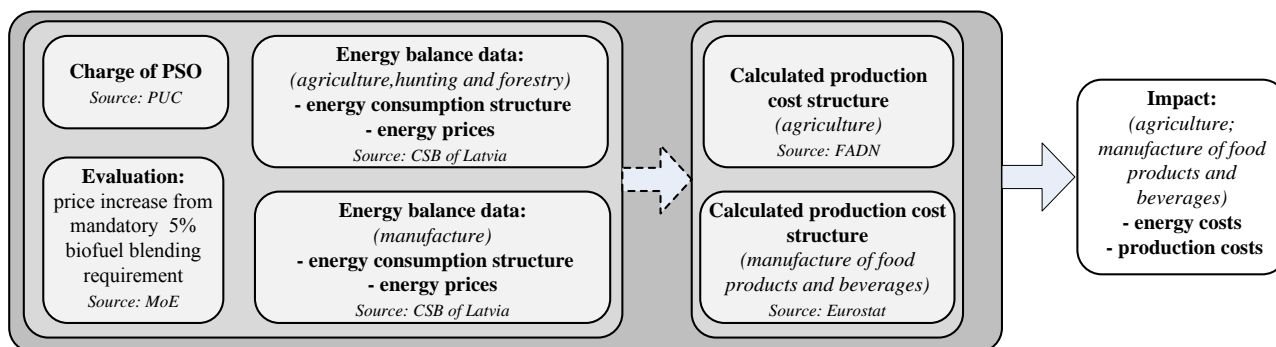 Charge of PSO
Source: PUC
Evaluation:
price increase from
mandatory 5%
biofuel blending
requirement
Source: MoE
Energy balance data:
(agriculture,hunting and forestry)
- energy consumption structure
- energy prices
Source: CSB of Latvia
Energy balance data:
(manufacture)
- energy consumption structure
- energy prices
Source: CSB of Latvia
Calculated production
cost structure
(agriculture)
Source: FADN
Calculated production cost
structure
(manufacture of food
products and beverages)
Source: Eurostat
Impact:
(agriculture;
manufacture of food
products and
beverages)
- energy costs
- production costs